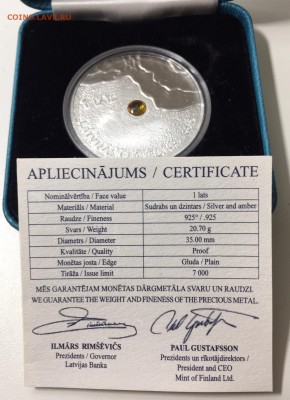 COINS.LAVE.RU
APLIECINĀJUMS / CERTIFICATE
Nominālvērtība / Face value 1 lats
Materiāls / Material Sudrabs un dzintars / Silver and amber
Raudze / Fineness 925° / .925
Svars / Weight 20.70 g
Diametrs / Diameter 35.00 mm
Kvalitāte / Quality Proof
Monētas josta / Edge Gluda / Plain
Tirāža / Issue limit 7 000
MĒS GARANTĒJAM MONĒTAS DĀRGMETĀLA SVARU UN RAUDZI.
WE GUARANTEE THE WEIGHT AND FINENESS OF THE PRECIOUS METAL.
ILMĀRS RIMŠĒVIČS PAUL GUSTAFSSON
Prezidents / Governor Prezidents un rīkotājdirektors /
Latvijas Banka President and CEO
Mint of Finland Ltd.